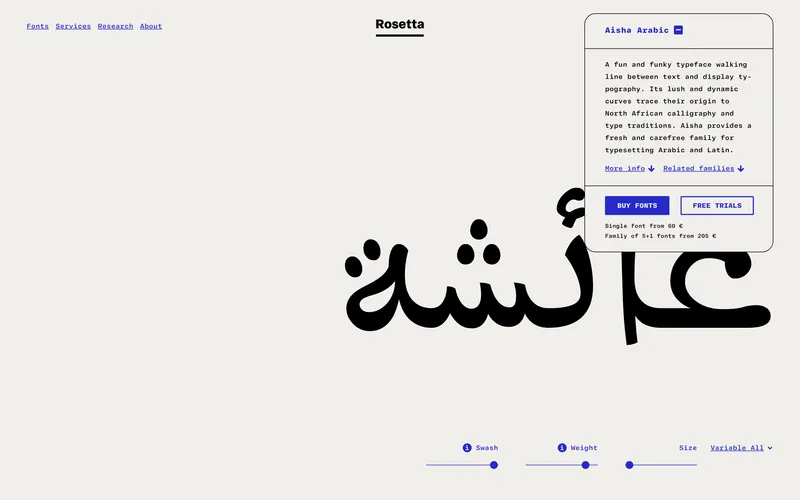 Fonts Services Research About
Rosetta
Aisha Arabic
A fun and funky typeface walking
line between text and display ty-
pography. Its lush and dynamic
curves trace their origin to
North African calligraphy and
type traditions. Aisha provides a
fresh and carefree family for
typesetting Arabic and Latin.
More info Related families
BUY FONTS FREE TRIALS
Single font from 60 €
Family of 5+1 fonts from 205 €
عائشة
i Swash i Weight Size Variable All